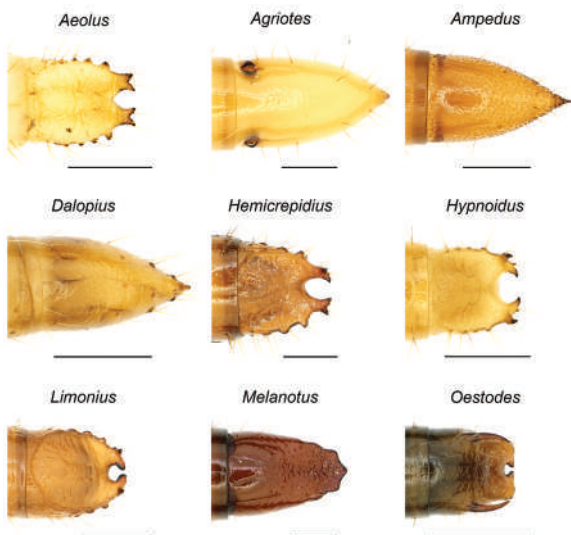 Aeolus Agriotes Ampedus
Dalopius Hemicrepidius Hypnoidus
Limonius Melanotus Oestodes